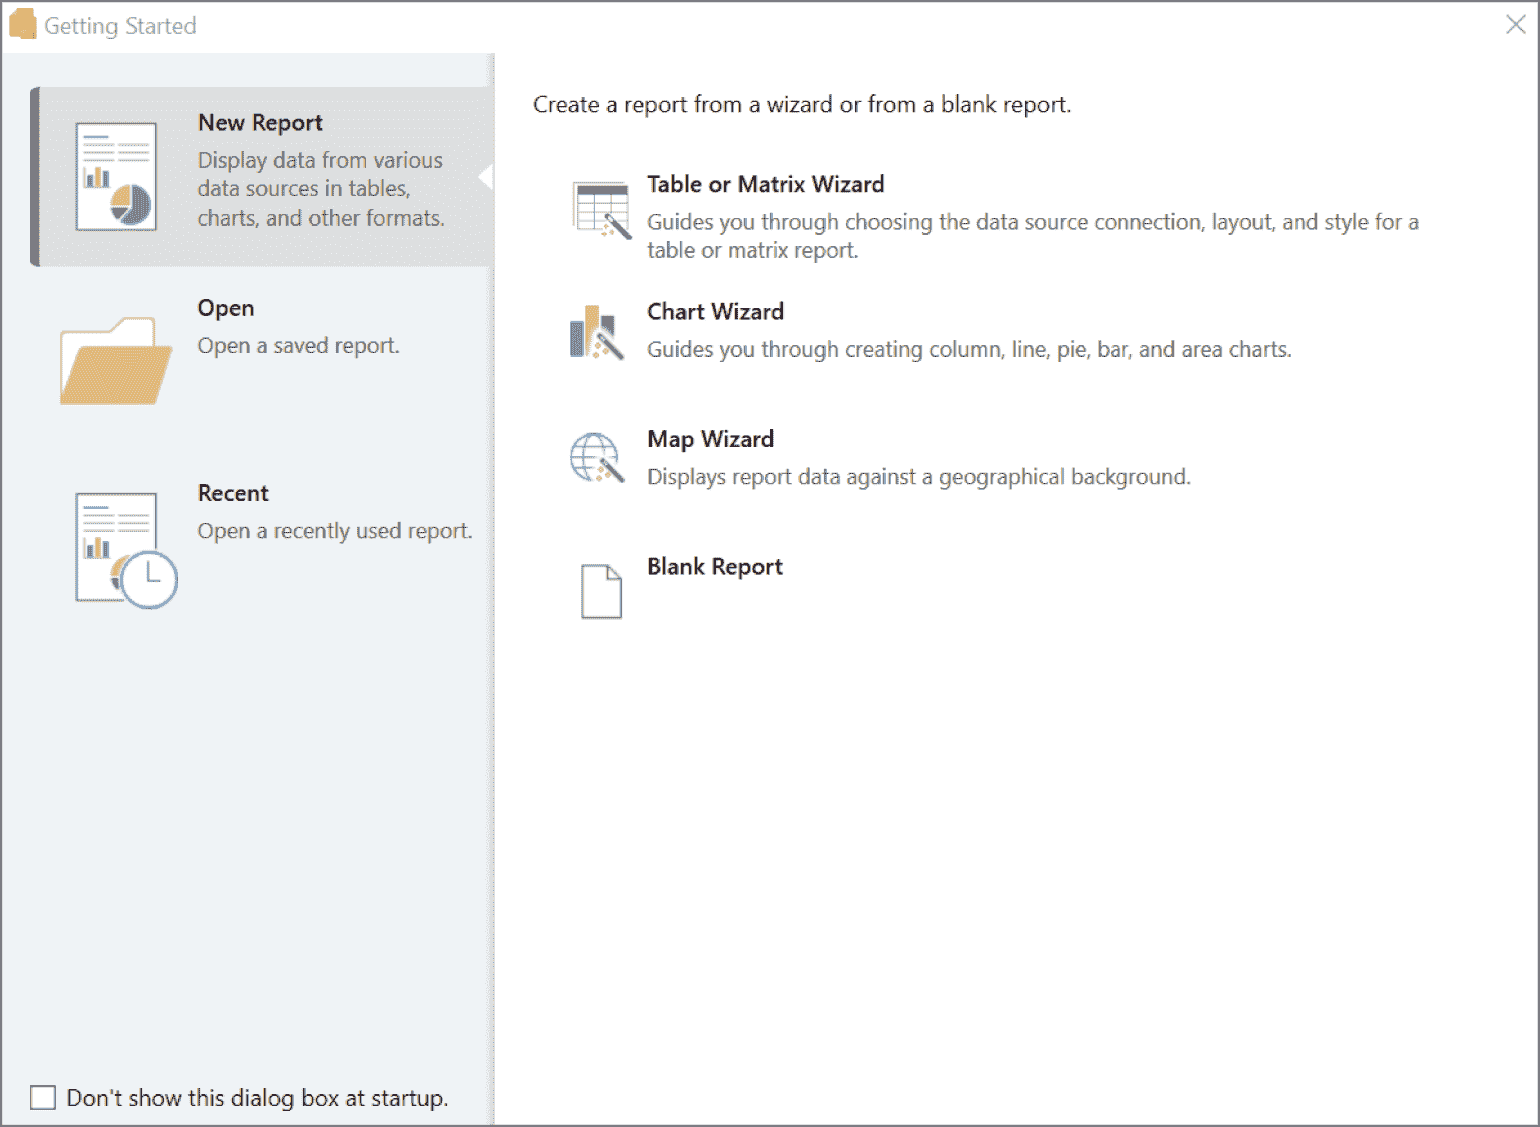 Getting Started
New Report
Display data from various
data sources in tables,
charts, and other formats.
Open
Open a saved report.
Recent
Open a recently used report.
Don't show this dialog box at startup.
Create a report from a wizard or from a blank report.
Table or Matrix Wizard
Guides you through choosing the data source connection, layout, and style for a
table or matrix report.
Chart Wizard
Guides you through creating column, line, pie, bar, and area charts.
Map Wizard
Displays report data against a geographical background.
Blank Report